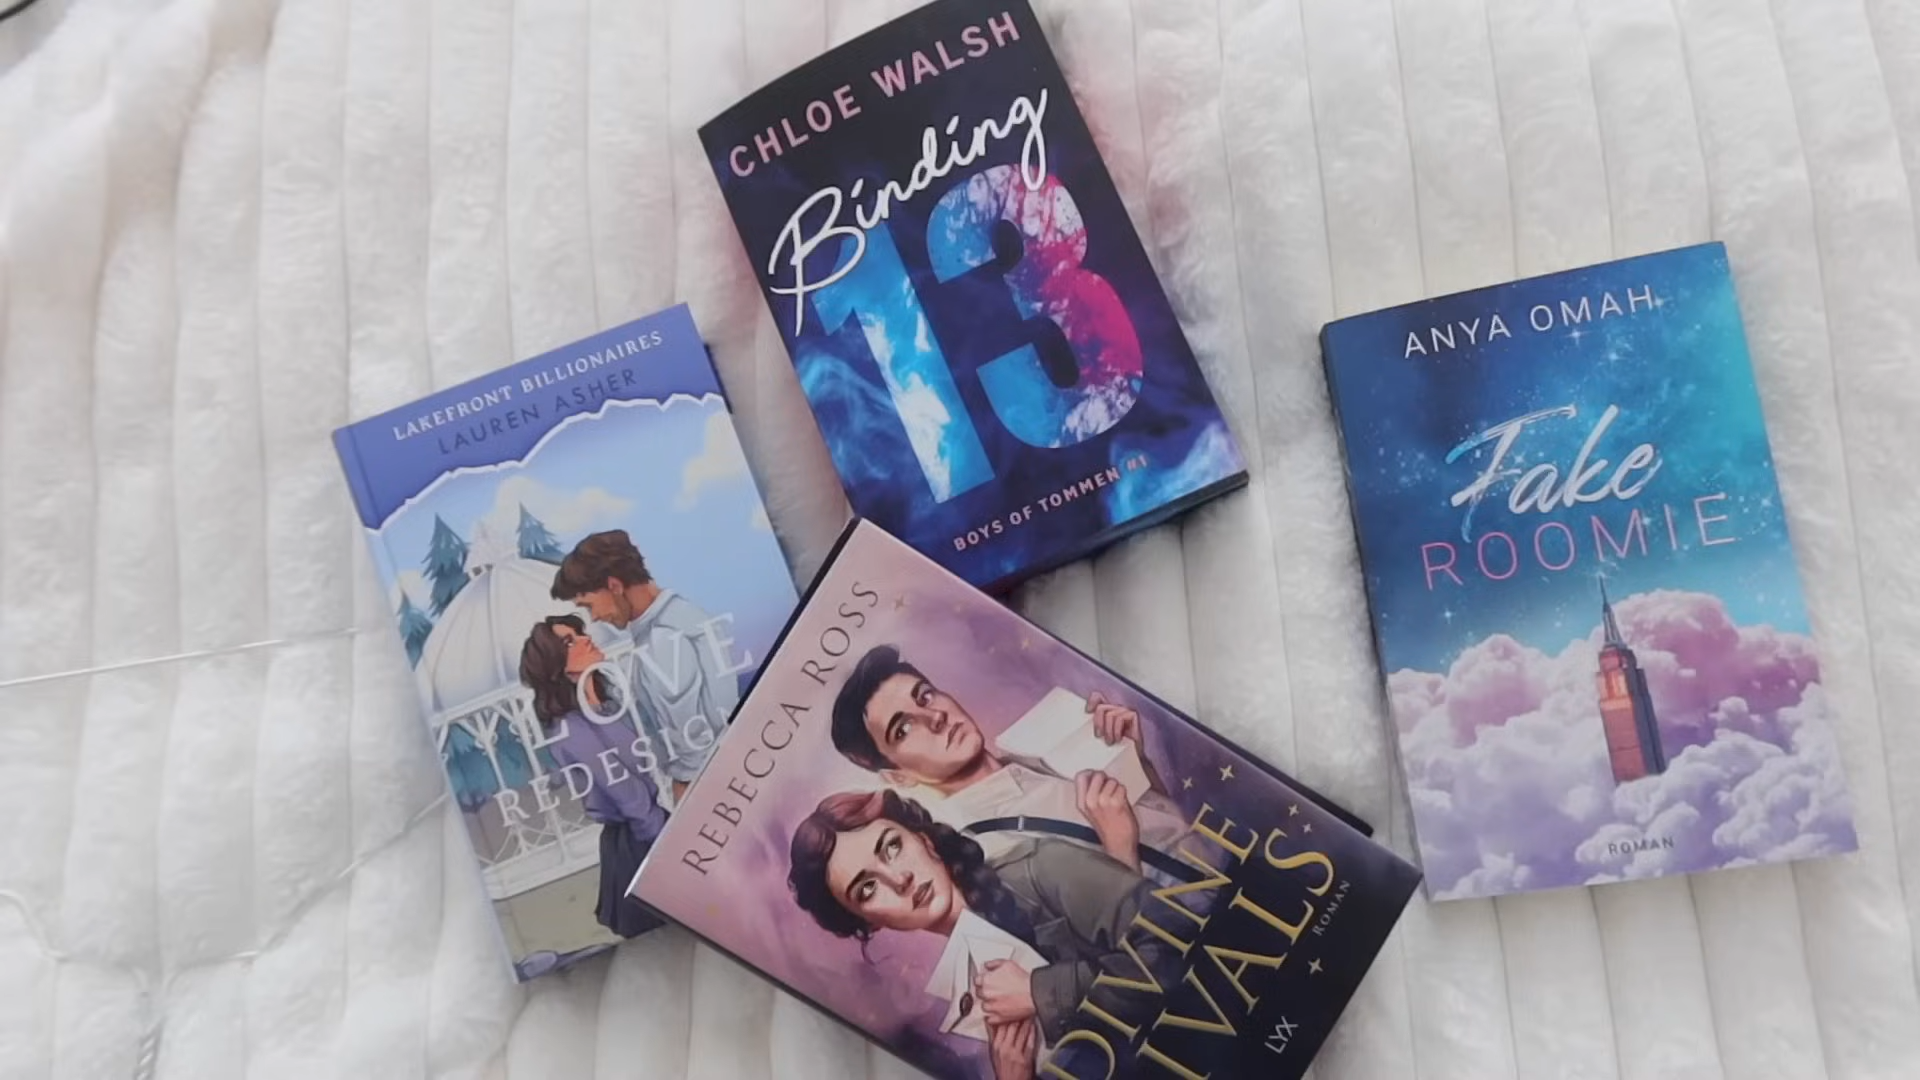 CHLOE WALSH
Binding
13
BOYS OF TOMMEN #1
LAKEFRONT BILLIONAIRES
LAUREN ASHER
LOVE
REDESIGN
REBECCA ROSS
DIVINE
IVALS
ROMAN
LYX
ANYA OMAH
Fake
ROOMIE
ROMAN